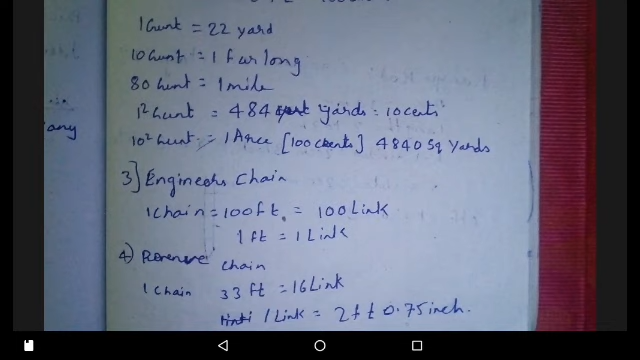 1 Gunt = 22 yard
10 Gunt = 1 Furlong
80 Gunt = 1 mile
1² Gunt = 484 yards = 10 cents
10² Gunt = 1 Arce [100 cents] 4840 Sq Yards
any
3] Engineers Chain
1 Chain = 100 ft = 100 Link
1 ft = 1 Link
4) Revenue chain
1 Chain 33 ft = 16 Link
1 Link = 2 ft 0.75 inch.